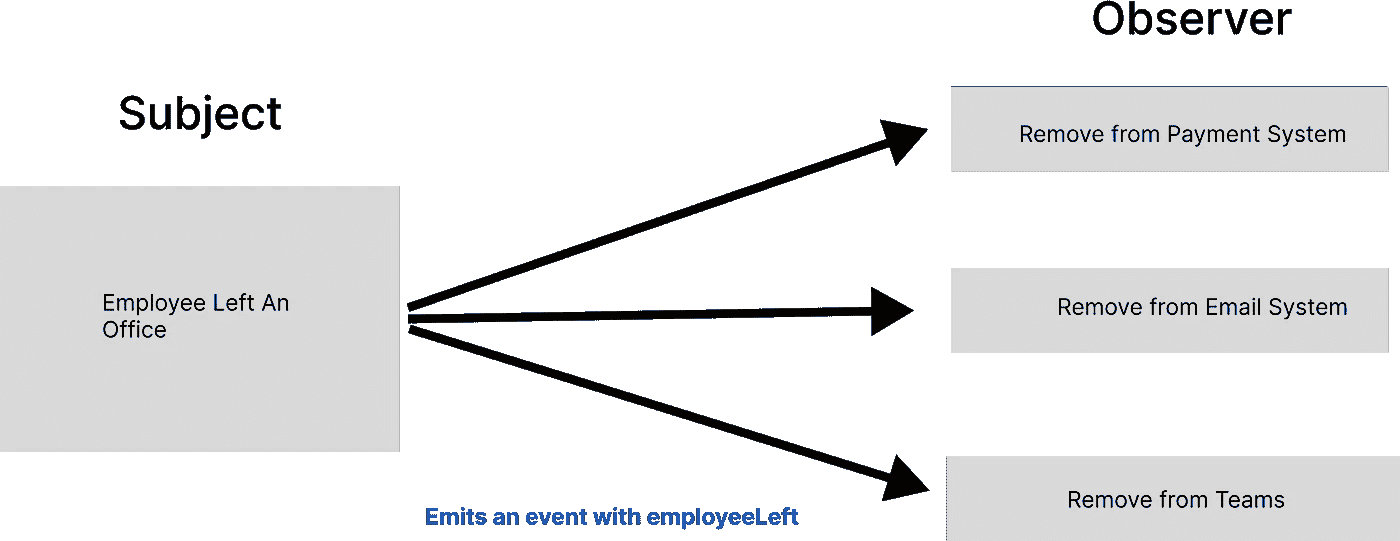 Observer
Subject
Remove from Payment System
Employee Left An
Office
Remove from Email System
Remove from Teams
Emits an event with employeeLeft